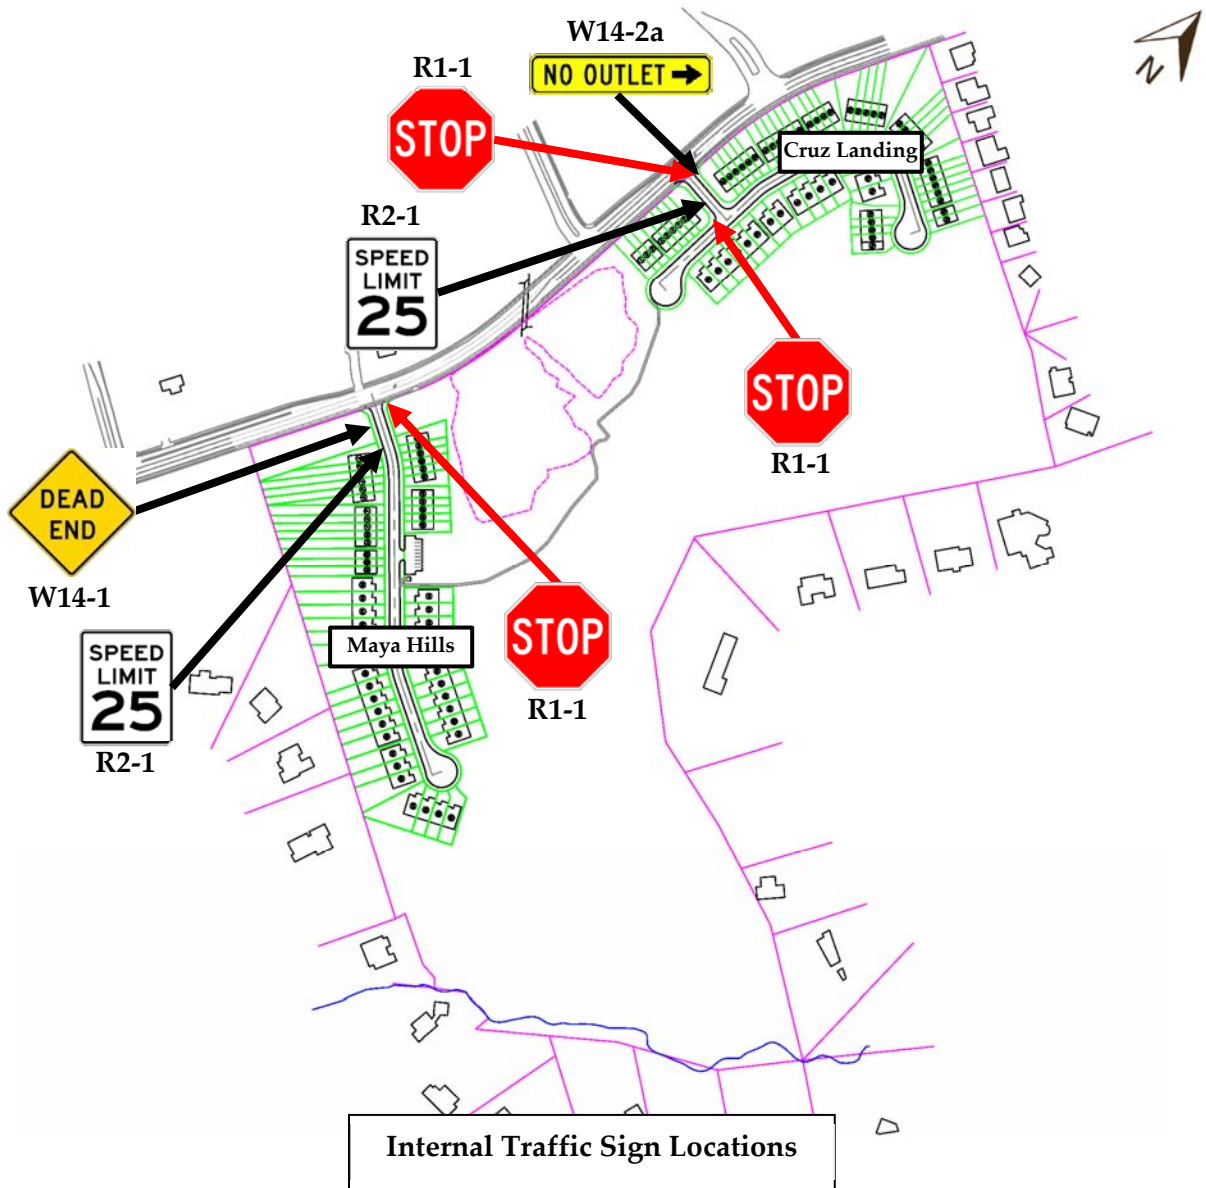 W14-2a
NO OUTLET
R1-1
STOP
N
Cruz Landing
R2-1
SPEED
LIMIT
25
STOP
R1-1
DEAD
END
W14-1
STOP
R1-1
Maya Hills
SPEED
LIMIT
25
R2-1
Internal Traffic Sign Locations